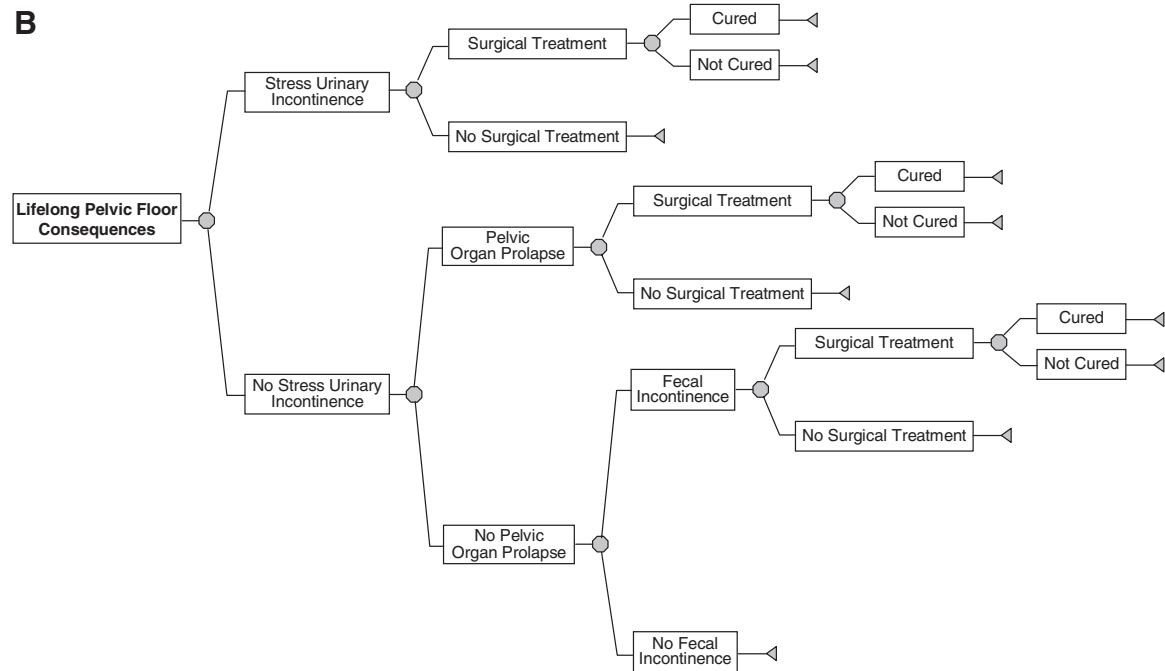 B
Cured
Surgical Treatment
Not Cured
Stress Urinary
Incontinence
No Surgical Treatment
Cured
Surgical Treatment
Not Cured
Lifelong Pelvic Floor
Consequences
Pelvic
Organ Prolapse
No Surgical Treatment
Cured
Surgical Treatment
Not Cured
No Stress Urinary
Incontinence
Fecal
Incontinence
No Surgical Treatment
No Pelvic
Organ Prolapse
No Fecal
Incontinence